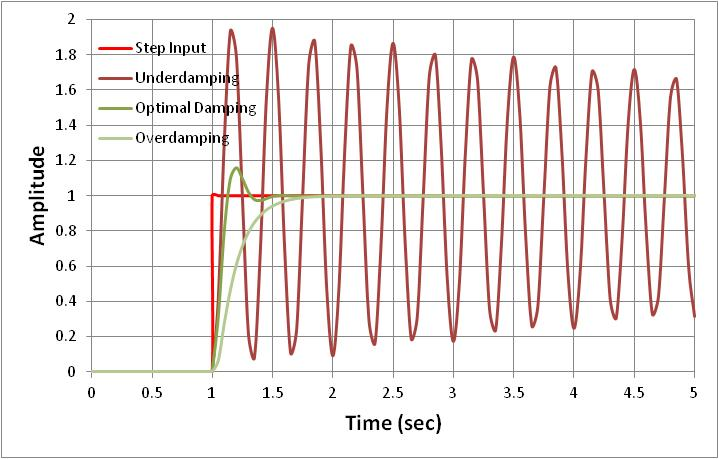 2
1.8
Step Input
1.6
Underdamping
1.4
Optimal Damping
1.2
Overdamping
1
0.8
0.6
0.4
0.2
0
Amplitude
0 0.5 1 1.5 2 2.5 3 3.5 4 4.5 5
Time (sec)